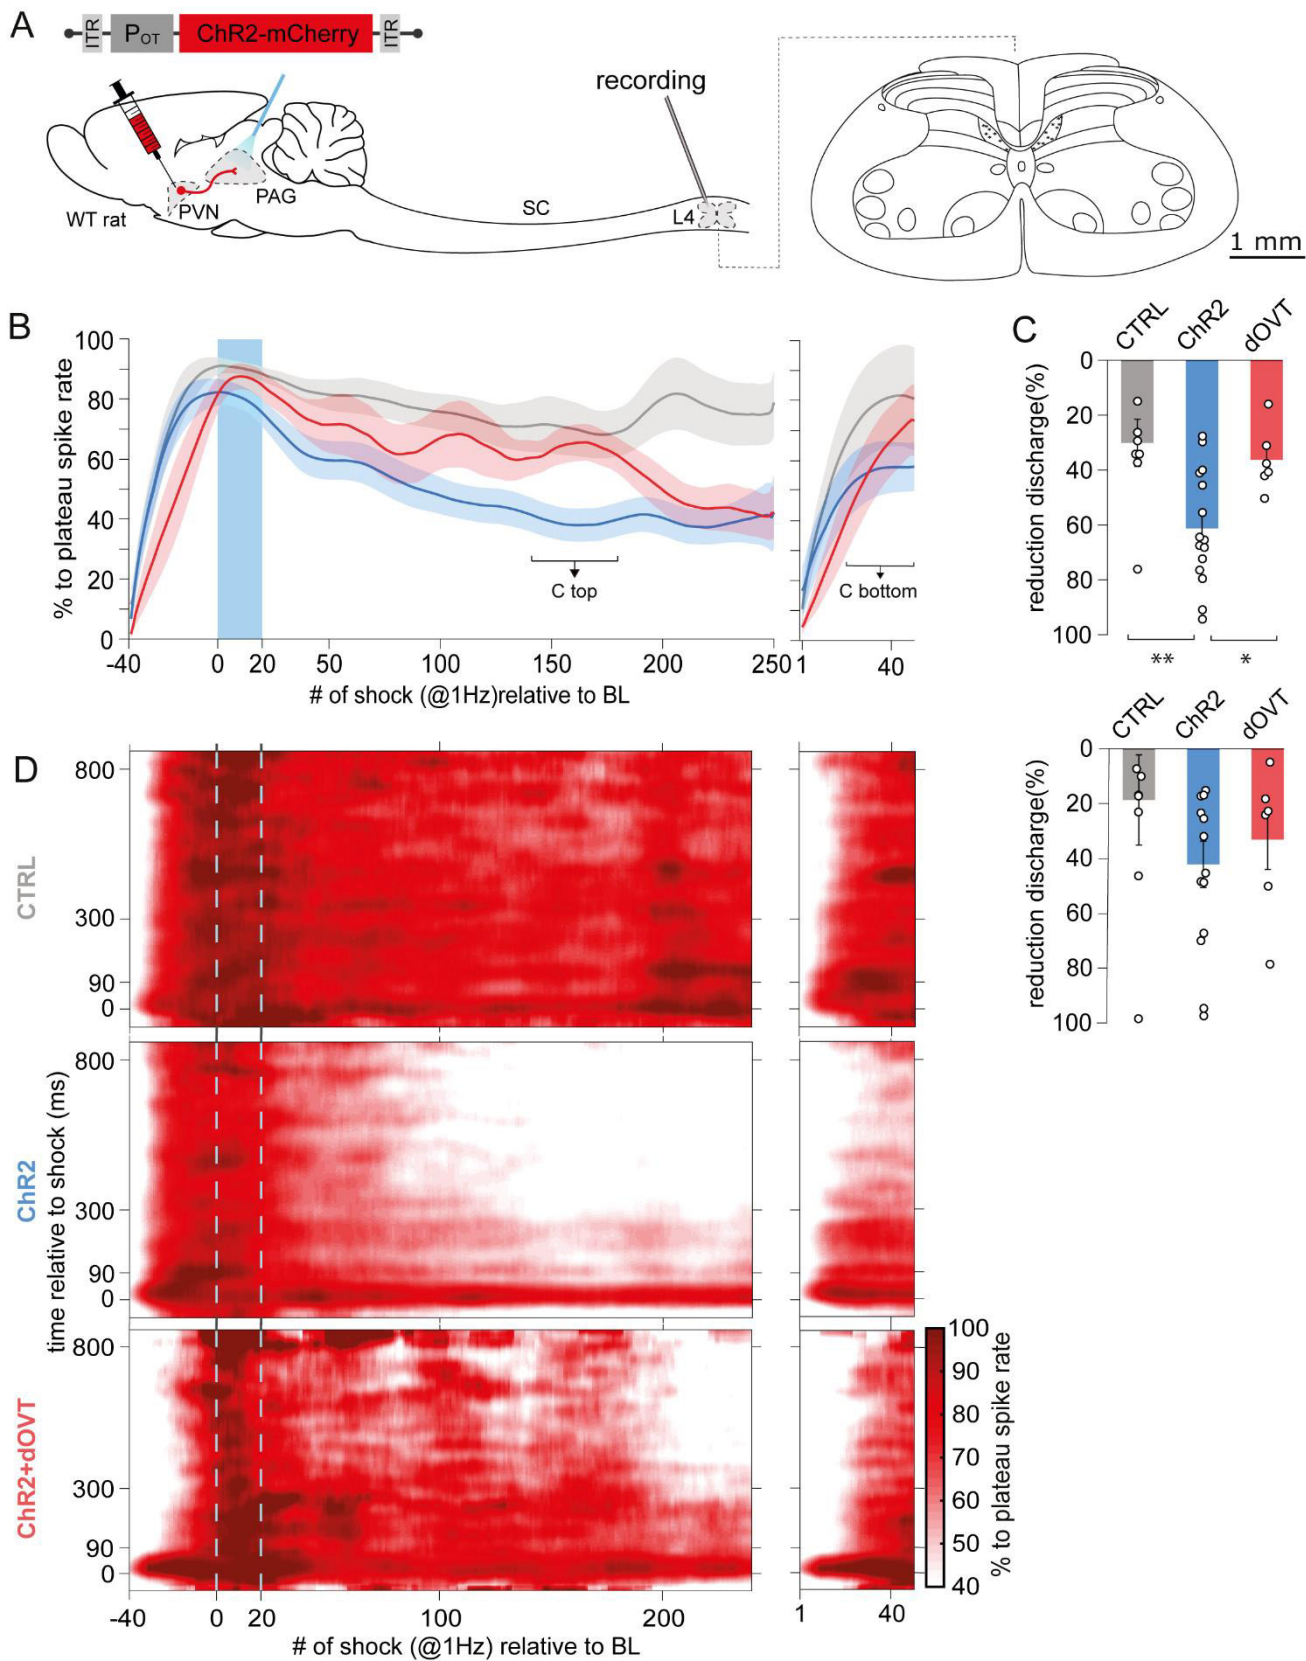 A
ITR
P_OT
ChR2-mCherry
ITR
recording
WT rat
PVN
PAG
SC
L4
1 mm
B
% to plateau spike rate
100
80
60
40
20
0
C top
C bottom
-40
0
20
50
100
150
200
250
1
40
# of shock (@1Hz)relative to BL
C
CTRL
ChR2
dOVT
reduction discharge(%)
0
20
40
60
80
100
**
*
CTRL
ChR2
dOVT
reduction discharge(%)
0
20
40
60
80
100
D
CTRL
800
300
90
0
ChR2
time relative to shock (ms)
800
300
90
0
ChR2+dOVT
800
300
90
0
100
90
80
70
60
50
40
% to plateau spike rate
-40
0
20
100
200
1
40
# of shock (@1Hz) relative to BL